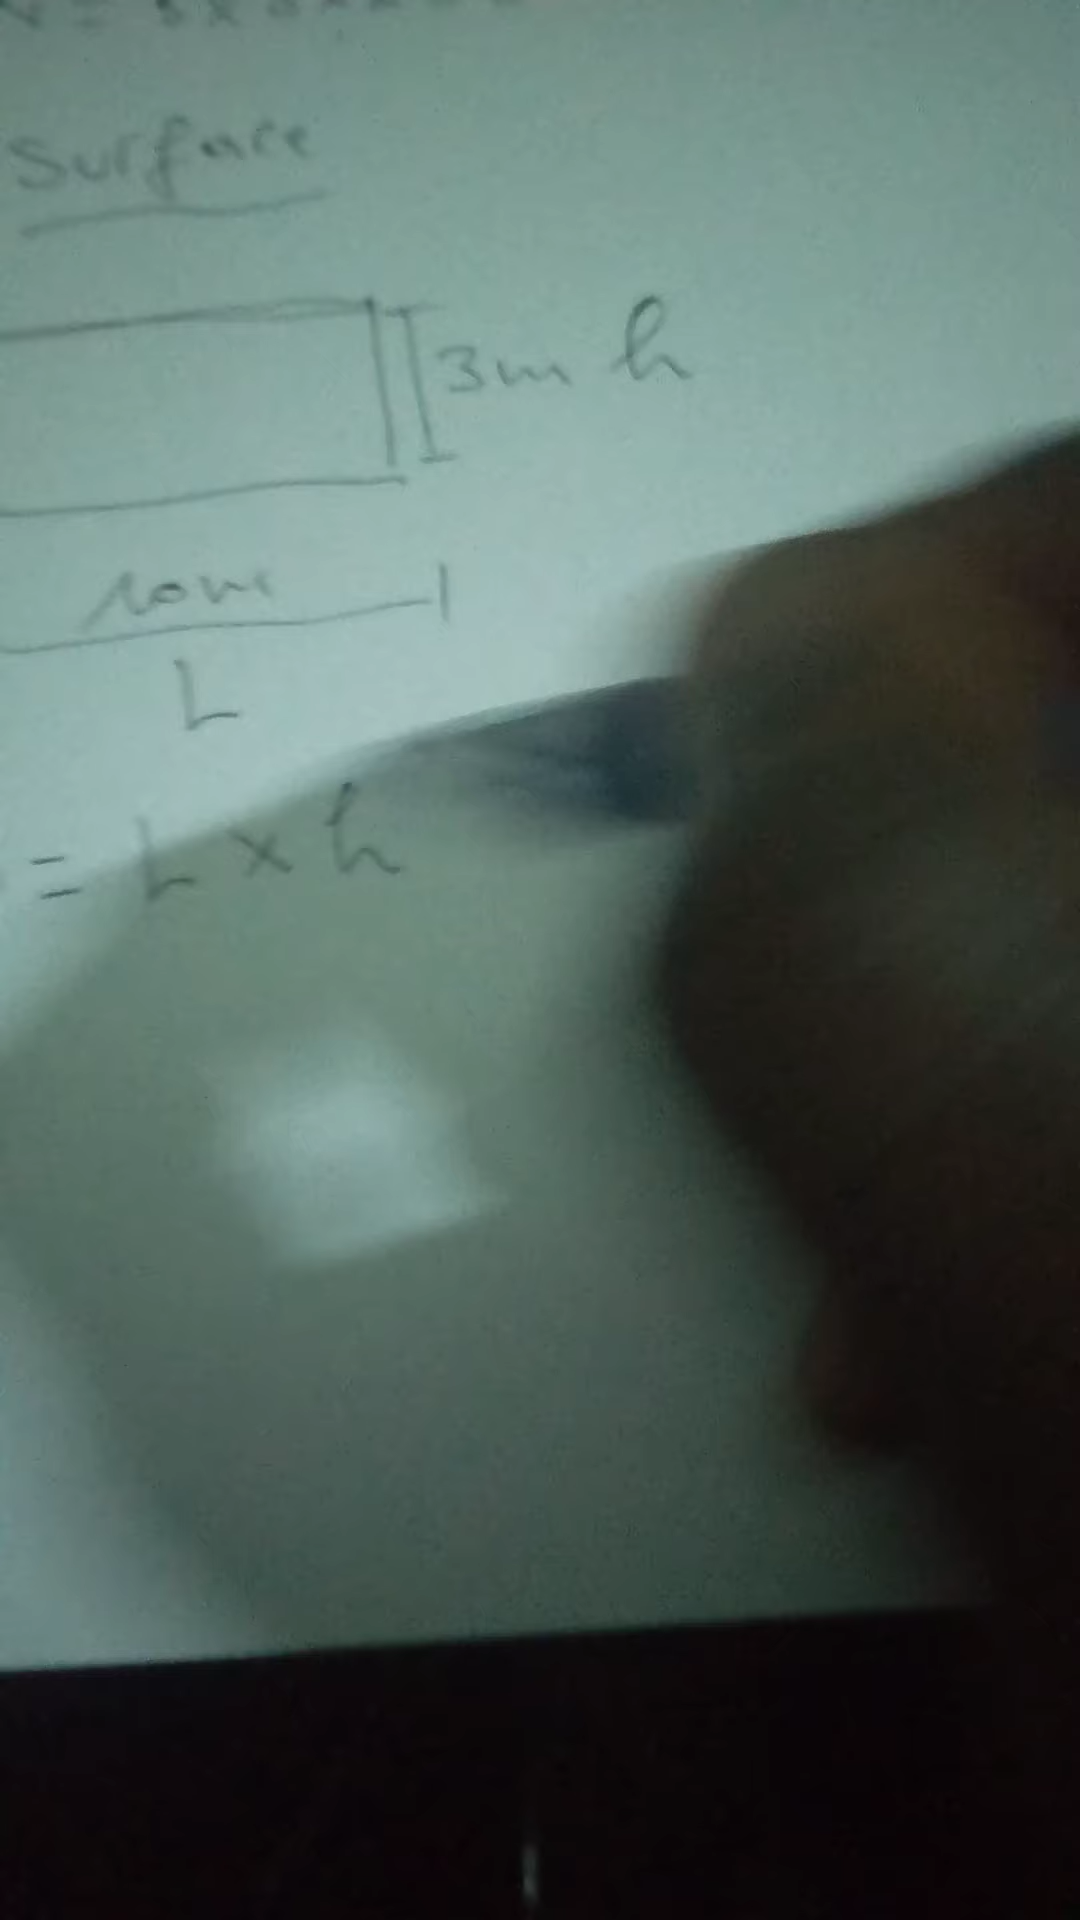 Surface
3m h
10m
L
= L x h